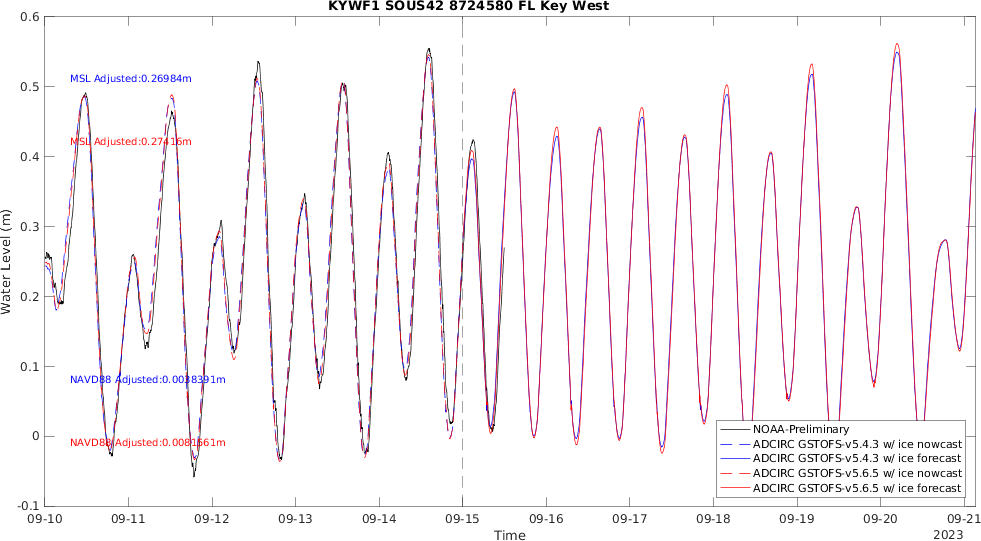 KYWF1 SOUS42 8724580 FL Key West
0.6
0.5
0.4
0.3
0.2
0.1
0
-0.1
Water Level (m)
MSL Adjusted:0.26984m
MSL Adjusted:0.27416m
NAVD88 Adjusted:0.0038391m
NAVD88 Adjusted:0.0081661m
NOAA-Preliminary
ADCIRC GSTOFS-v5.4.3 w/ ice nowcast
ADCIRC GSTOFS-v5.4.3 w/ ice forecast
ADCIRC GSTOFS-v5.6.5 w/ ice nowcast
ADCIRC GSTOFS-v5.6.5 w/ ice forecast
09-10 09-11 09-12 09-13 09-14 09-15 09-16 09-17 09-18 09-19 09-20 09-21
Time
2023